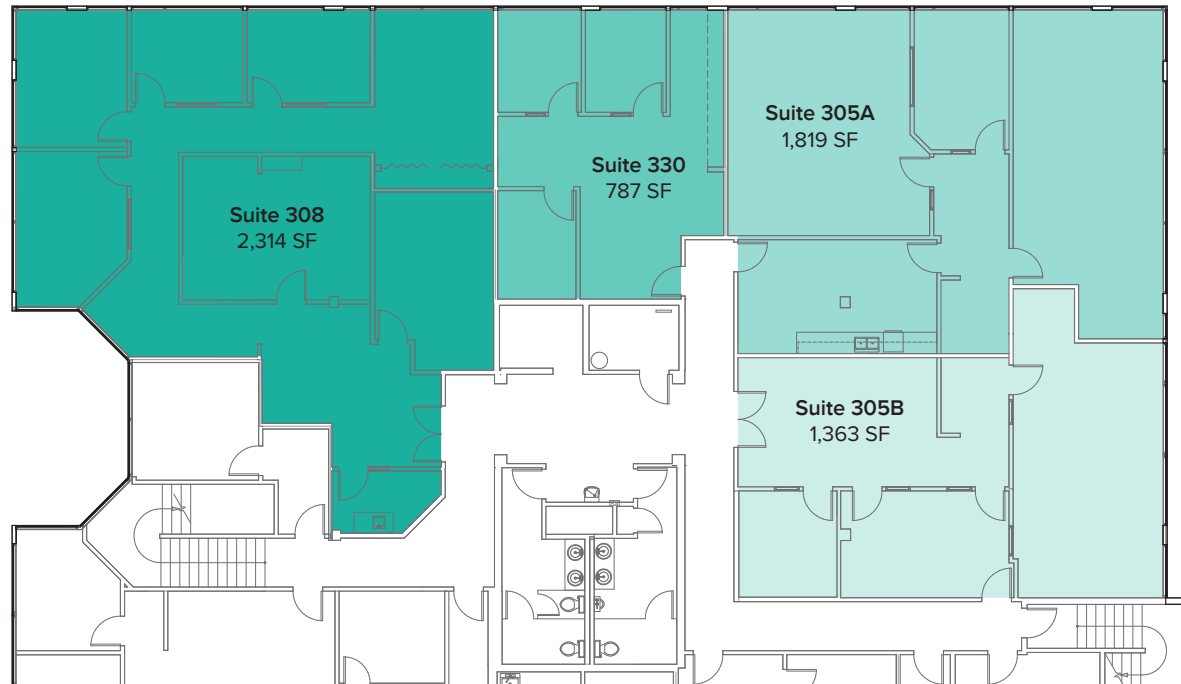 Suite 305A
1,819 SF
Suite 330
787 SF
Suite 308
2,314 SF
Suite 305B
1,363 SF